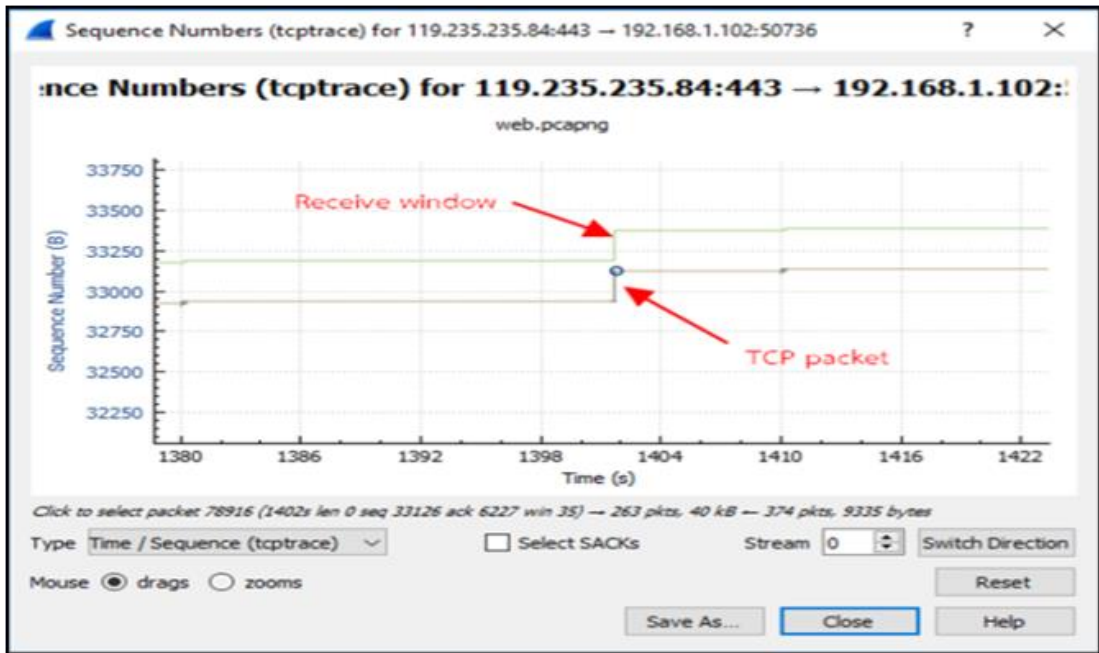 Sequence Numbers (tcptrace) for 119.235.235.84:443 → 192.168.1.102:50736 ? ×
nce Numbers (tcptrace) for 119.235.235.84:443 → 192.168.1.102:
web.pcapng
33750
33500
33250
33000
32750
32500
32250
Sequence Number (B)
Receive window
TCP packet
1380 1386 1392 1398 1404 1410 1416 1422
Time (s)
Click to select packet 78916 (1402s len 0 seq 33126 ack 6227 win 35) → 263 pkts, 40 kB ← 374 pkts, 9335 bytes
Type Time / Sequence (tcptrace) Select SACKs Stream 0 Switch Direction
Mouse drags zooms Reset
Save As... Close Help